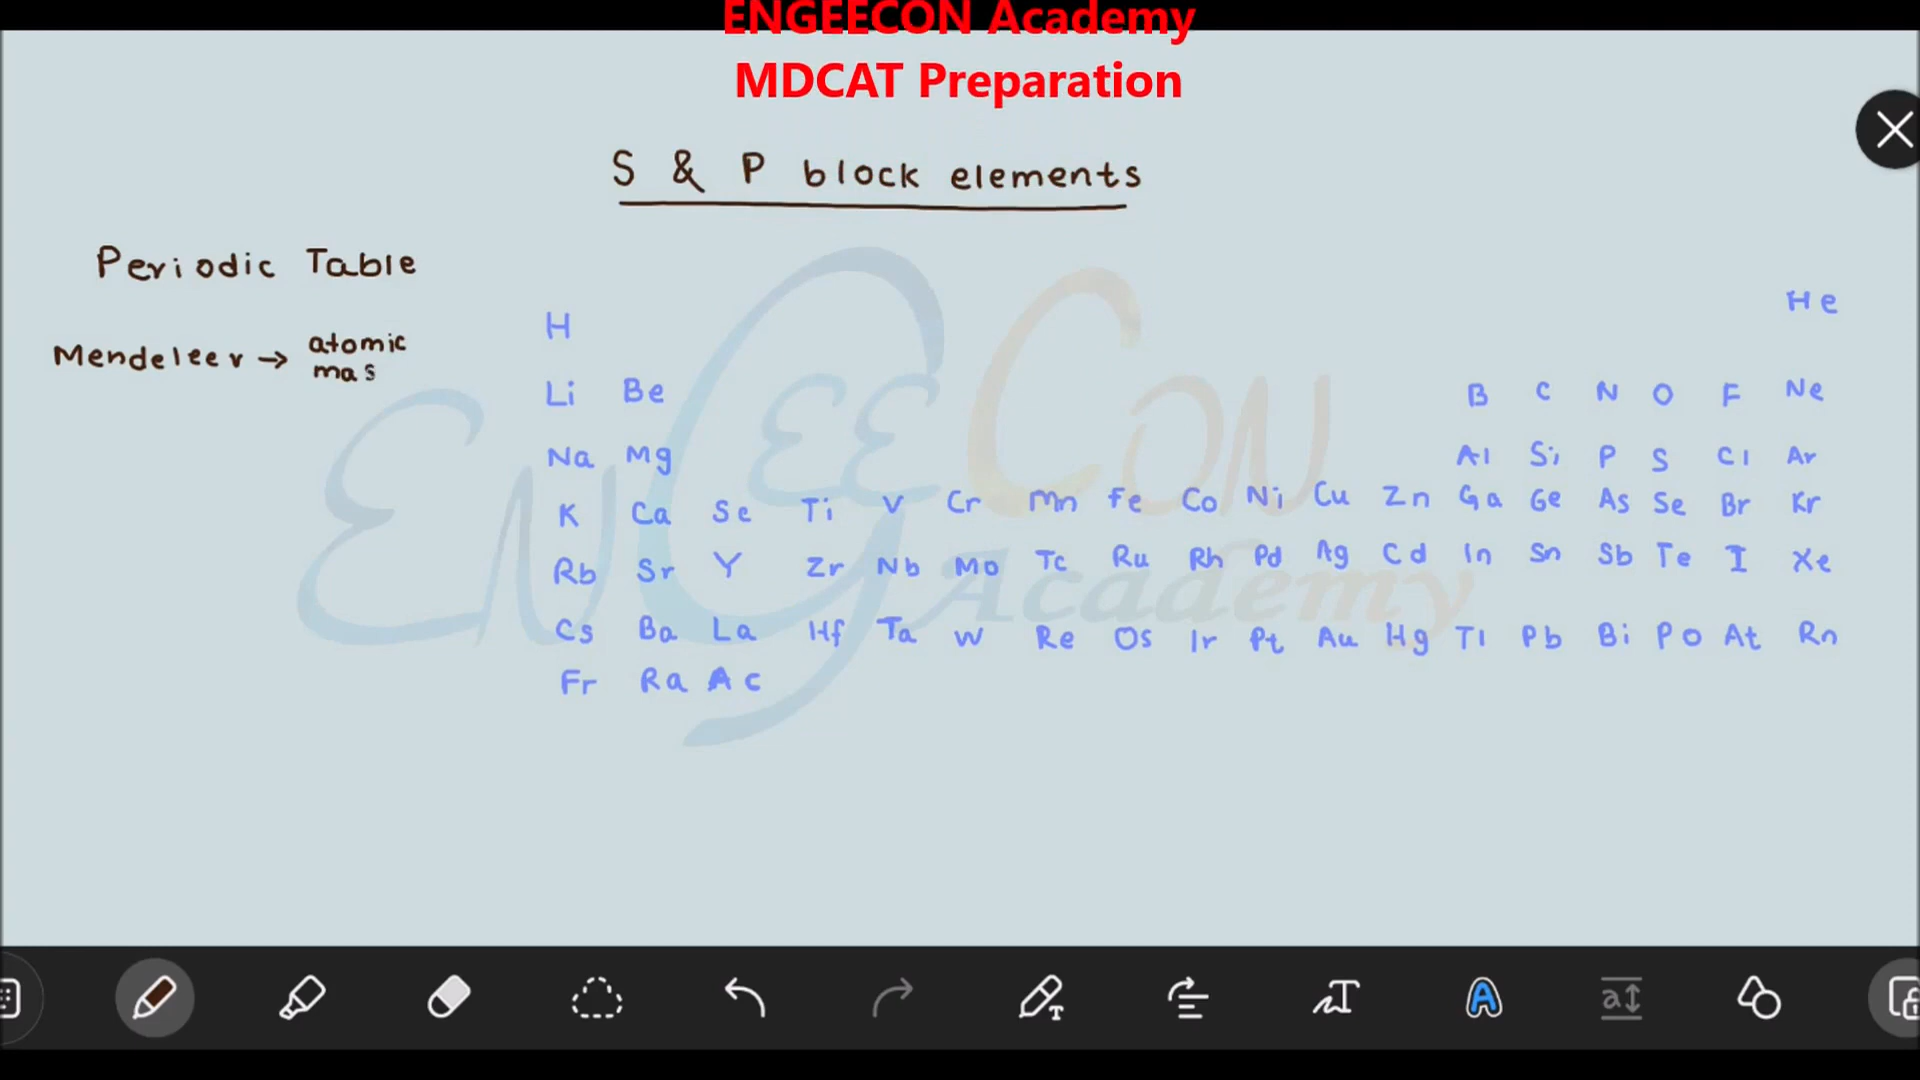 ENGEECON Academy
MDCAT Preparation
S & P block elements
Periodic Table
Mendeleev → atomic
mas
H He
Li Be B C N O F Ne
Na Mg Al Si P S Cl Ar
K Ca Se Ti V Cr Mn Fe Co Ni Cu Zn Ga Ge As Se Br Kr
Rb Sr Y Zr Nb Mo Tc Ru Rh Pd Ag Cd In Sn Sb Te I Xe
Cs Ba La Hf Ta W Re Os Ir Pt Au Hg Tl Pb Bi Po At Rn
Fr Ra Ac
ENGEECON
Academy